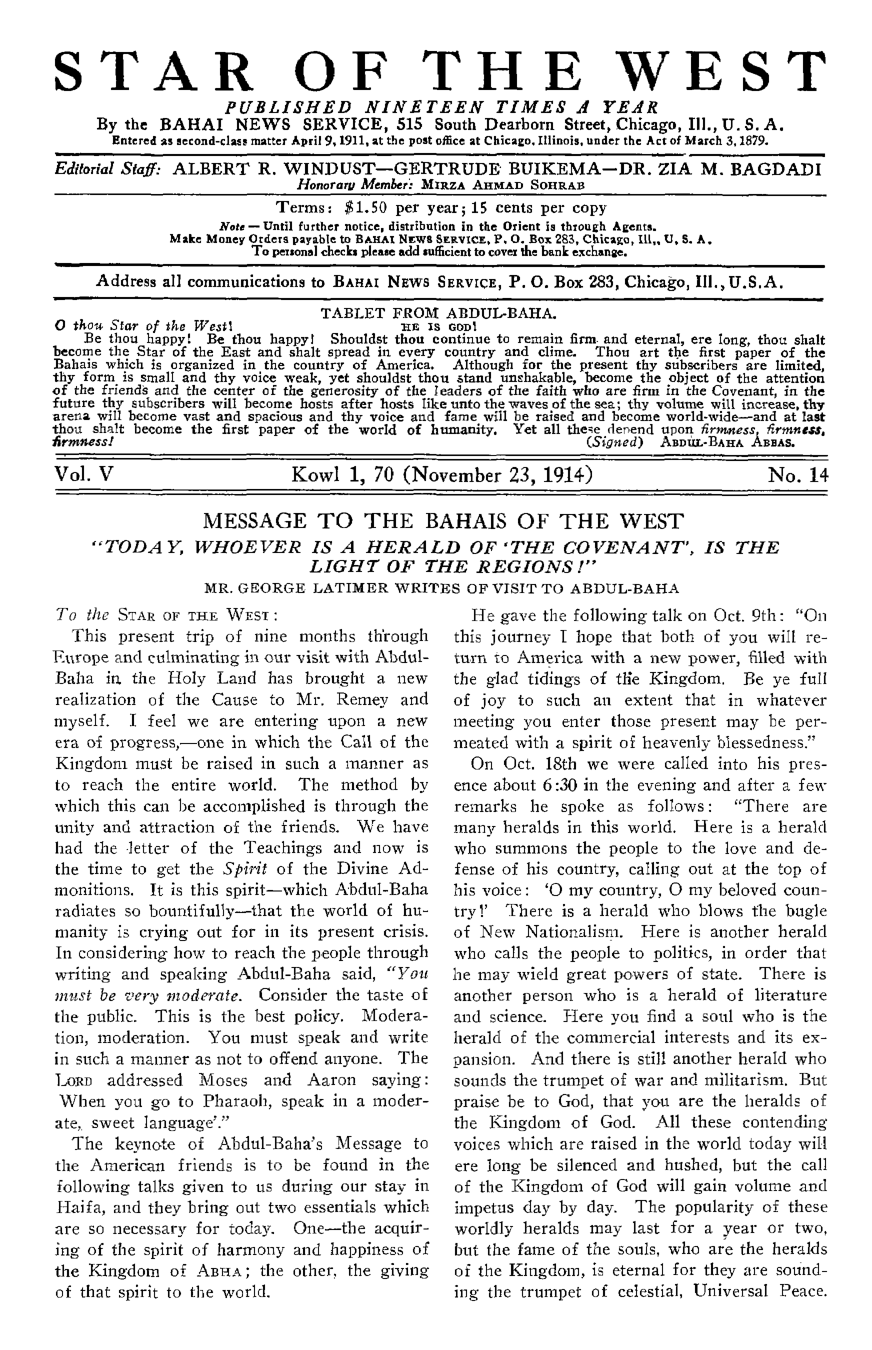 STAR OF THE WEST
PUBLISHED NINETEEN TIMES A YEAR
By the BAHAI NEWS SERVICE, 515 South Dearborn Street, Chicago, Ill., U. S. A.
Entered as second-class matter April 9, 1911, at the post office at Chicago, Illinois, under the Act of March 3, 1879.
Editorial Staff: ALBERT R. WINDUST—GERTRUDE BUIKEMA—DR. ZIA M. BAGDADI
Honorary Member: MIRZA AHMAD SOHRAB
Terms: $1.50 per year; 15 cents per copy
Note — Until further notice, distribution in the Orient is through Agents.
Make Money Orders payable to BAHAI NEWS SERVICE, P. O. Box 283, Chicago, Ill,, U. S. A.
To personal checks please add sufficient to cover the bank exchange.
Address all communications to BAHAI NEWS SERVICE, P. O. Box 283, Chicago, Ill., U.S.A.
TABLET FROM ABDUL-BAHA.
O thou Star of the West! HE IS GOD!
Be thou happy! Be thou happy! Shouldst thou continue to remain firm and eternal, ere long, thou shalt
become the Star of the East and shalt spread in every country and clime. Thou art the first paper of the
Bahais which is organized in the country of America. Although for the present thy subscribers are limited,
thy form is small and thy voice weak, yet shouldst thou stand unshakable, become the object of the attention
of the friends and the center of the generosity of the leaders of the faith who are firm in the Covenant, in the
future thy subscribers will become hosts after hosts like unto the waves of the sea; thy volume will increase, thy
arena will become vast and spacious and thy voice and fame will be raised and become world-wide—and at last
thou shalt become the first paper of the world of humanity. Yet all these depend upon firmness, firmness,
firmness! (Signed) ABDUL-BAHA ABBAS.
Vol. V Kowl 1, 70 (November 23, 1914) No. 14
MESSAGE TO THE BAHAIS OF THE WEST
"TODAY, WHOEVER IS A HERALD OF 'THE COVENANT', IS THE
LIGHT OF THE REGIONS!"
MR. GEORGE LATIMER WRITES OF VISIT TO ABDUL-BAHA
To the STAR OF THE WEST:
This present trip of nine months through
Europe and culminating in our visit with Abdul-
Baha in the Holy Land has brought a new
realization of the Cause to Mr. Remey and
myself. I feel we are entering upon a new
era of progress,—one in which the Call of the
Kingdom must be raised in such a manner as
to reach the entire world. The method by
which this can be accomplished is through the
unity and attraction of the friends. We have
had the letter of the Teachings and now is
the time to get the Spirit of the Divine Ad-
monitions. It is this spirit—which Abdul-Baha
radiates so bountifully—that the world of hu-
manity is crying out for in its present crisis.
In considering how to reach the people through
writing and speaking Abdul-Baha said, "You
must be very moderate. Consider the taste of
the public. This is the best policy. Modera-
tion, moderation. You must speak and write
in such a manner as not to offend anyone. The
LORD addressed Moses and Aaron saying:
When you go to Pharaoh, speak in a moder-
ate, sweet language'."
The keynote of Abdul-Baha's Message to
the American friends is to be found in the
following talks given to us during our stay in
Haifa, and they bring out two essentials which
are so necessary for today. One—the acquir-
ing of the spirit of harmony and happiness of
the Kingdom of ABHA; the other, the giving
of that spirit to the world.
He gave the following talk on Oct. 9th: "On
this journey I hope that both of you will re-
turn to America with a new power, filled with
the glad tidings of the Kingdom. Be ye full
of joy to such an extent that in whatever
meeting you enter those present may be per-
meated with a spirit of heavenly blessedness."
On Oct. 18th we were called into his pres-
ence about 6:30 in the evening and after a few
remarks he spoke as follows: "There are
many heralds in this world. Here is a herald
who summons the people to the love and de-
fense of his country, calling out at the top of
his voice: 'O my country, O my beloved coun-
try!' There is a herald who blows the bugle
of New Nationalism. Here is another herald
who calls the people to politics, in order that
he may wield great powers of state. There is
another person who is a herald of literature
and science. Here you find a soul who is the
herald of the commercial interests and its ex-
pansion. And there is still another herald who
sounds the trumpet of war and militarism. But
praise be to God, that you are the heralds of
the Kingdom of God. All these contending
voices which are raised in the world today will
ere long be silenced and hushed, but the call
of the Kingdom of God will gain volume and
impetus day by day. The popularity of these
worldly heralds may last for a year or two,
but the fame of the souls, who are the heralds
of the Kingdom, is eternal for they are sound-
ing the trumpet of celestial, Universal Peace.